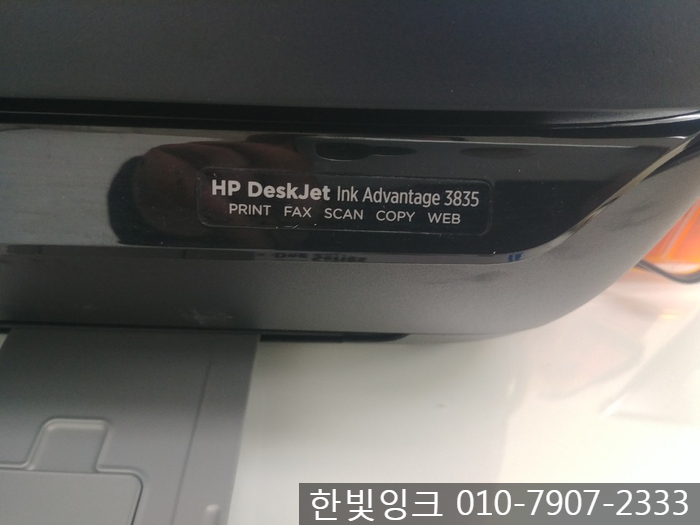 HP DeskJet Ink Advantage 3835
PRINT FAX SCAN COPY WEB
한빛잉크 010-7907-2333